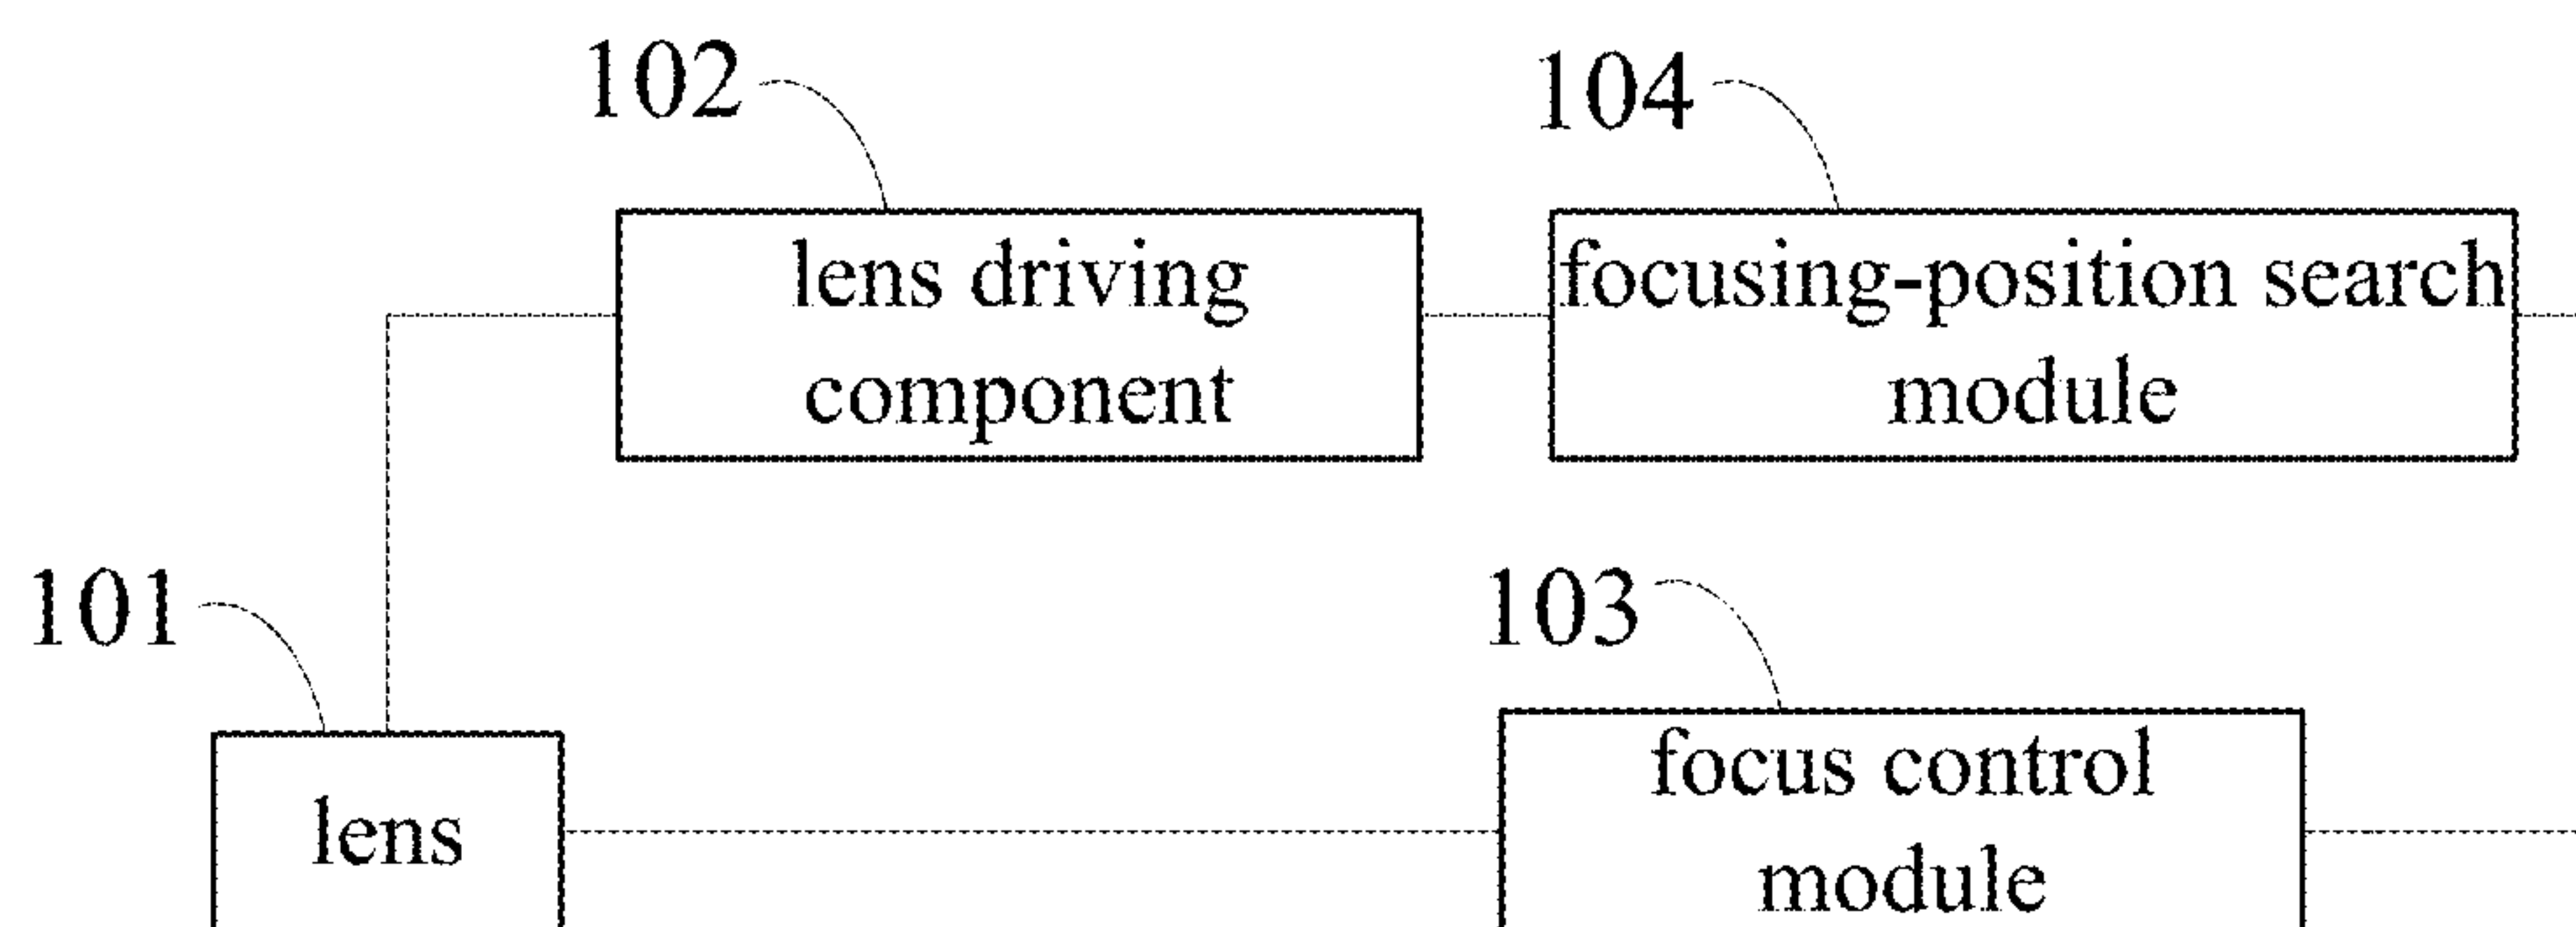 102
104
lens driving
component
focusing-position search
module
101
103
lens
focus control
module